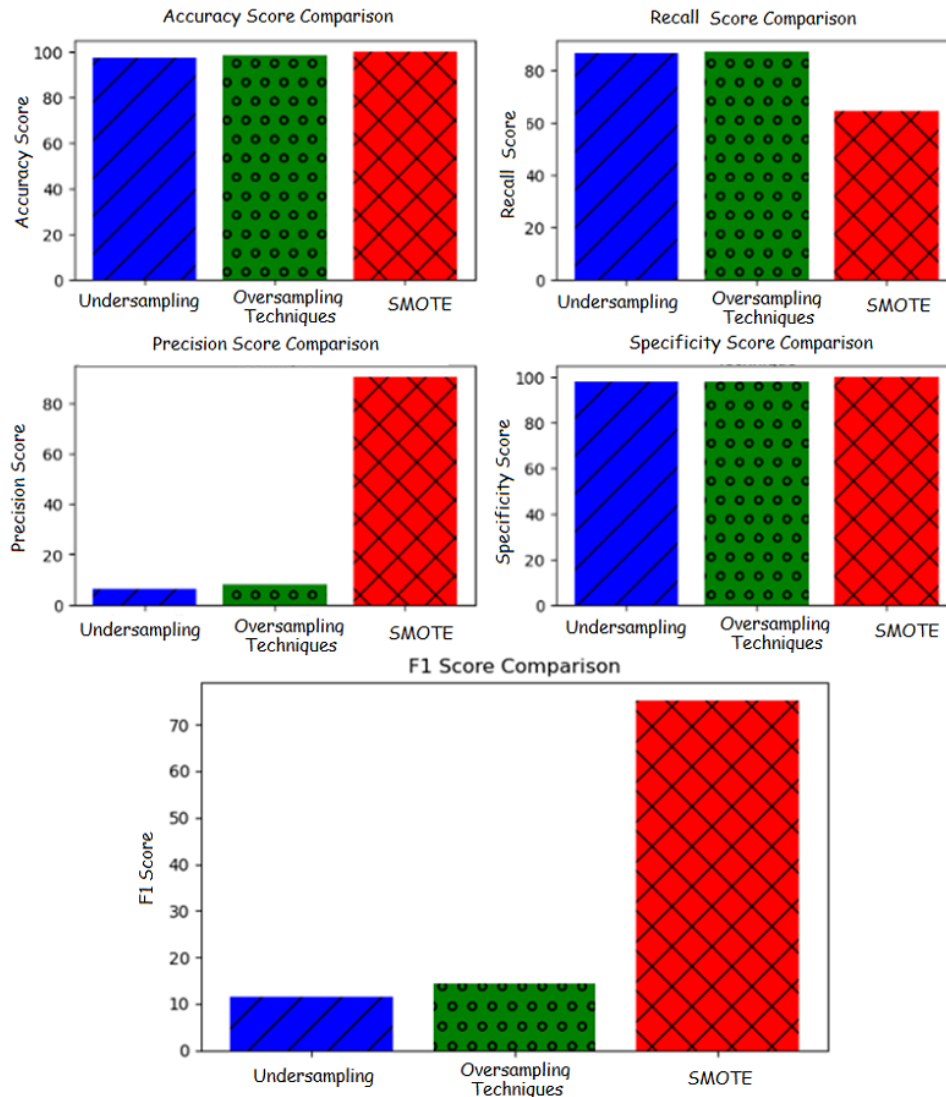 Accuracy Score Comparison
Accuracy Score
100
80
60
40
20
0
Undersampling
Oversampling
Techniques
SMOTE
Recall Score Comparison
Recall Score
80
60
40
20
0
Undersampling
Oversampling
Techniques
SMOTE
Precision Score Comparison
Precision Score
80
60
40
20
0
Undersampling
Oversampling
Techniques
SMOTE
Specificity Score Comparison
Specificity Score
100
80
60
40
20
0
Undersampling
Oversampling
Techniques
SMOTE
F1 Score Comparison
F1 Score
70
60
50
40
30
20
10
0
Undersampling
Oversampling
Techniques
SMOTE